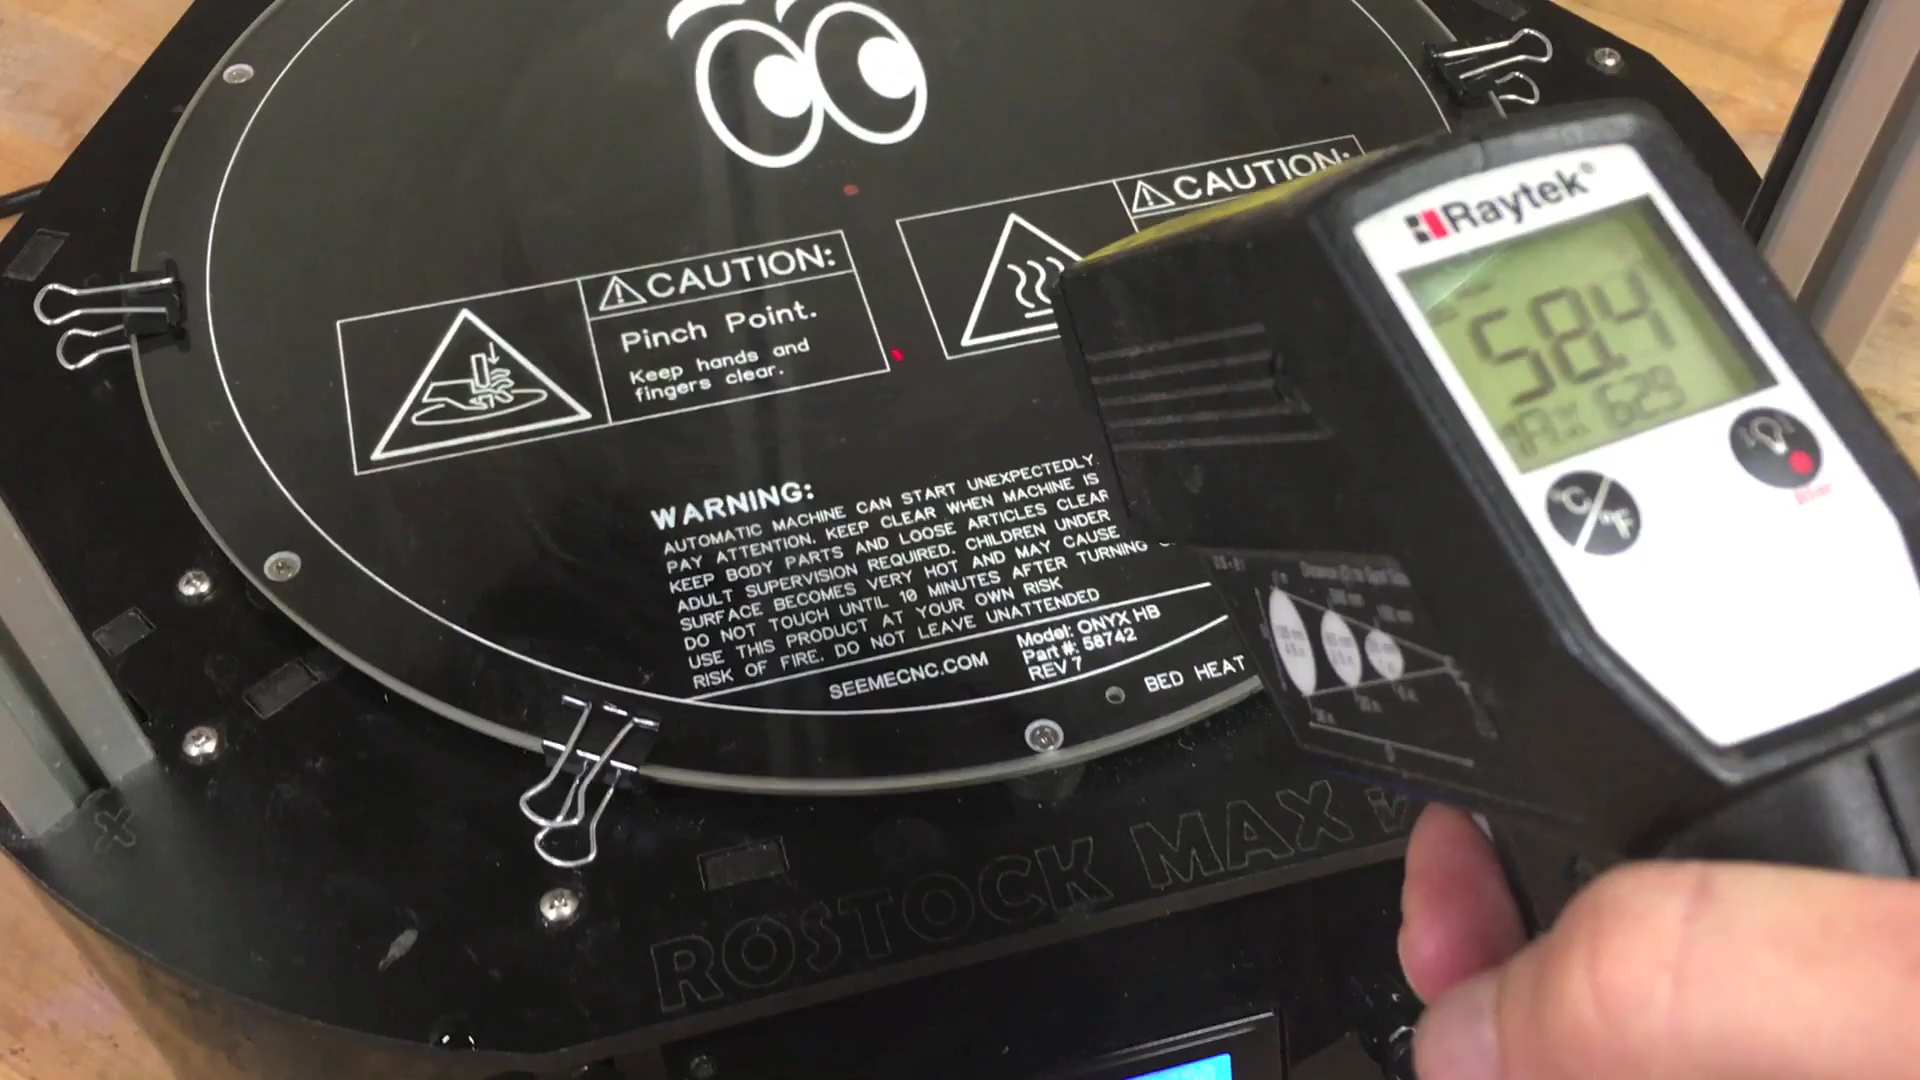 CAUTION:
Pinch Point.
Keep hands and
fingers clear.
CAUTION:
WARNING:
AUTOMATIC MACHINE CAN START UNEXPECTEDLY.
PAY ATTENTION. KEEP CLEAR WHEN MACHINE IS
KEEP BODY PARTS AND LOOSE ARTICLES CLEAR
ADULT SUPERVISION REQUIRED. CHILDREN UNDER
SURFACE BECOMES VERY HOT AND MAY CAUSE
DO NOT TOUCH UNTIL 10 MINUTES AFTER TURNING
USE THIS PRODUCT AT YOUR OWN RISK
RISK OF FIRE. DO NOT LEAVE UNATTENDED
SEEMECNC.COM
Model: ONYX HB
Part #: 58742
REV 7
BED HEAT
ROSTOCK MAX
X
Raytek®
58.4
62.9
°C/°F